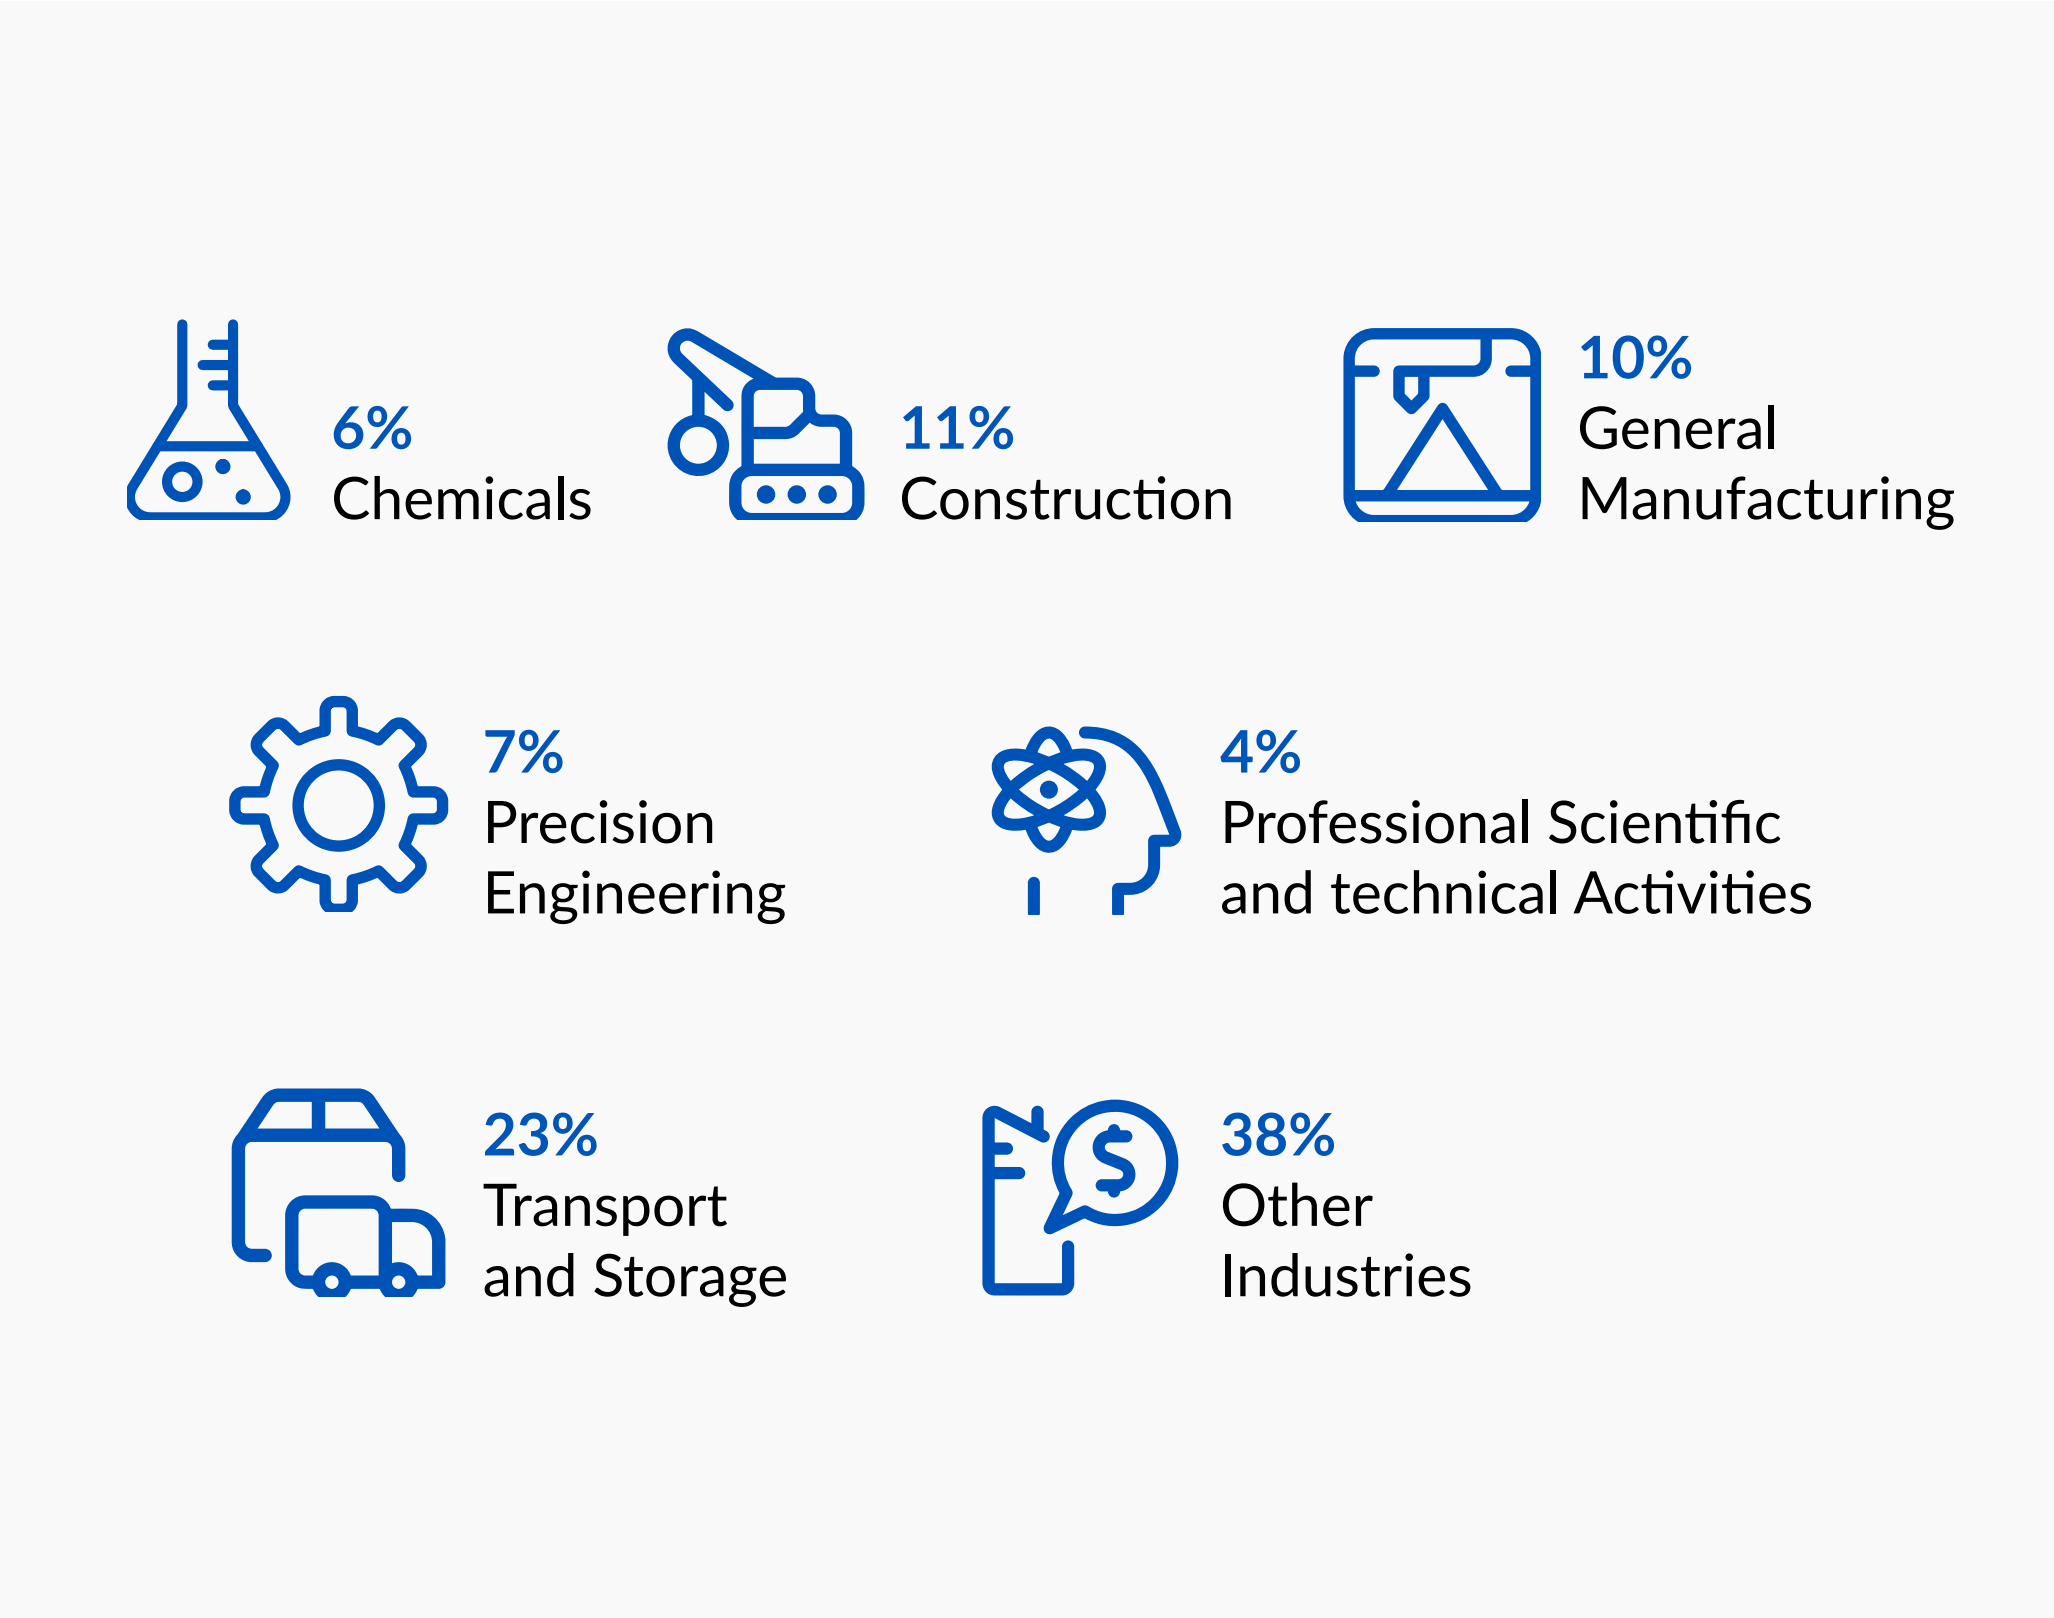 6%
Chemicals
11%
Construction
10%
General
Manufacturing
7%
Precision
Engineering
4%
Professional Scientific
and technical Activities
23%
Transport
and Storage
$
38%
Other
Industries